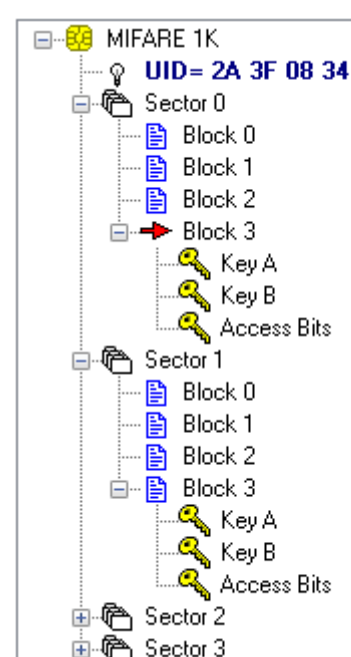 MIFARE 1K
UID= 2A 3F 08 34
Sector 0
Block 0
Block 1
Block 2
Block 3
Key A
Key B
Access Bits
Sector 1
Block 0
Block 1
Block 2
Block 3
Key A
Key B
Access Bits
Sector 2
Sector 3